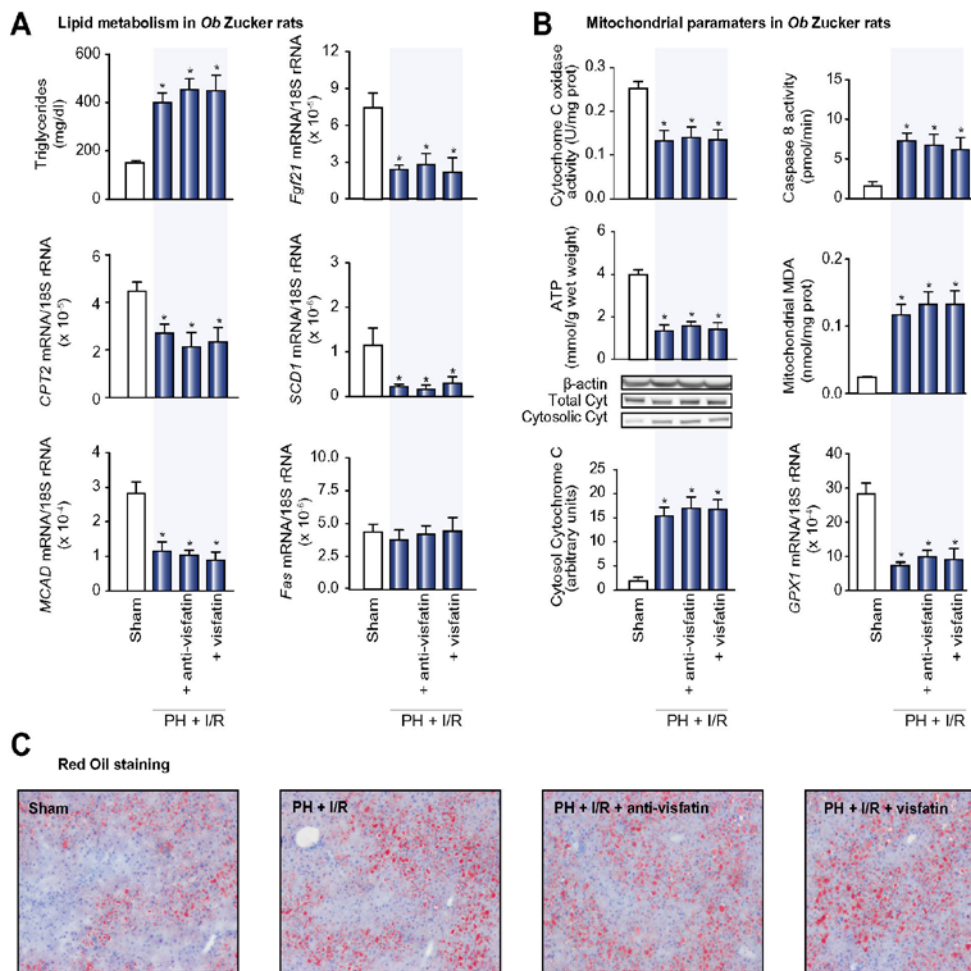 A Lipid metabolism in Ob Zucker rats
Triglycerides
(mg/dl)
600
400
200
0
*
*
*
Fgf21 mRNA/18S rRNA
(x 10⁻⁵)
12
9
6
3
0
*
*
*
CPT2 mRNA/18S rRNA
(x 10⁻⁵)
6
4
2
0
*
*
*
SCD1 mRNA/18S rRNA
(x 10⁻⁶)
3
2
1
0
*
*
*
MCAD mRNA/18S rRNA
(x 10⁻⁴)
4
3
2
1
0
*
*
*
Fas mRNA/18S rRNA
(x 10⁻⁶)
10.0
7.5
5.0
2.5
0.0
Sham
+ anti-visfatin
+ visfatin
PH + I/R
Sham
+ anti-visfatin
+ visfatin
PH + I/R
B Mitochondrial paramaters in Ob Zucker rats
Cytochrome C oxidase
activity (U/mg prot)
0.3
0.2
0.1
0.0
*
*
*
Caspase 8 activity
(pmol/min)
15
10
5
0
*
*
*
ATP
(mmol/g wet weight)
6
4
2
0
*
*
*
Mitochondrial MDA
(nmol/mg prot)
0.2
0.1
0.0
*
*
*
β-actin
Total Cyt
Cytosolic Cyt
Cytosol Cytochrome C
(arbitrary units)
25
20
15
10
5
0
*
*
*
GPX1 mRNA/18S rRNA
(x 10⁻⁴)
40
30
20
10
0
*
*
*
Sham
+ anti-visfatin
+ visfatin
PH + I/R
Sham
+ anti-visfatin
+ visfatin
PH + I/R
C Red Oil staining
Sham
PH + I/R
PH + I/R + anti-visfatin
PH + I/R + visfatin